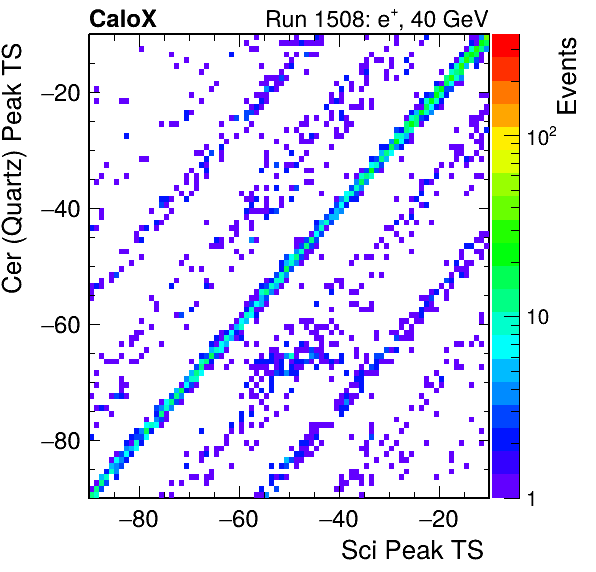 CaloX
Run 1508: e⁺, 40 GeV
Cer (Quartz) Peak TS
−20
−40
−60
−80
−80
−60
−40
−20
Sci Peak TS
Events
10²
10
1